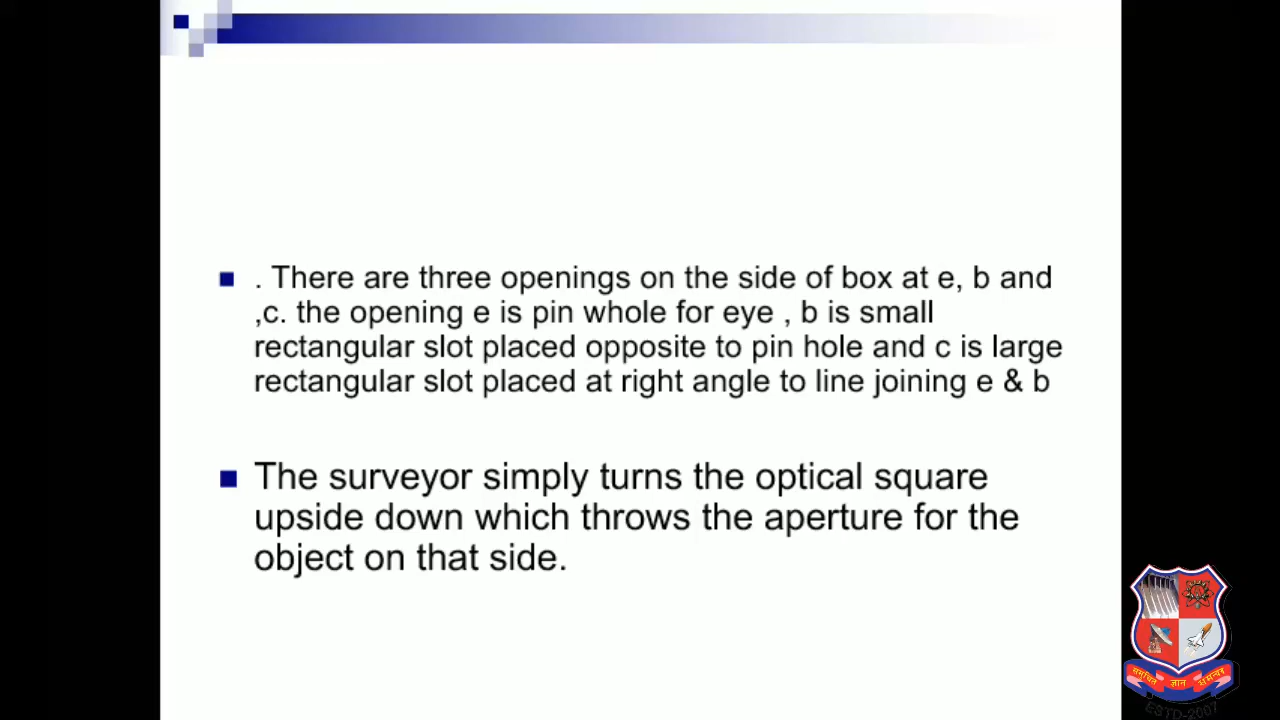 . There are three openings on the side of box at e, b and
,c. the opening e is pin whole for eye , b is small
rectangular slot placed opposite to pin hole and c is large
rectangular slot placed at right angle to line joining e & b
The surveyor simply turns the optical square
upside down which throws the aperture for the
object on that side.
ज्ञान
ESTD-2007